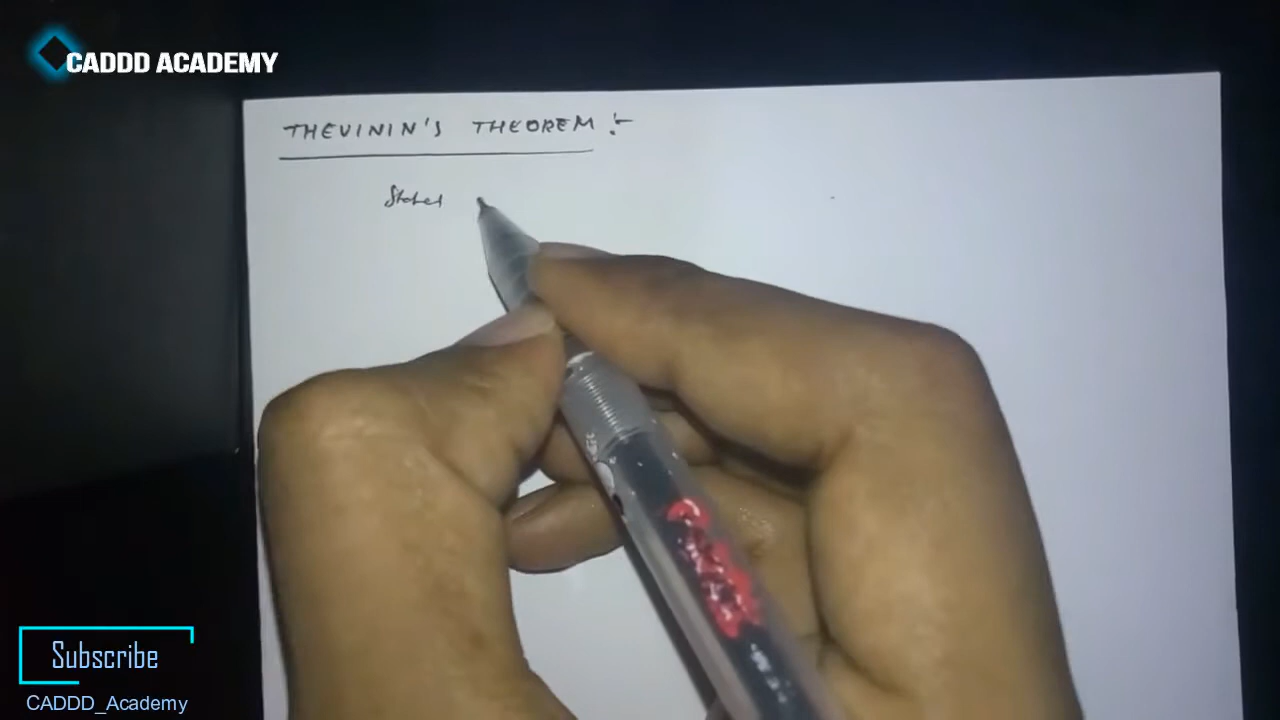 CADDD ACADEMY
THEVININ'S THEOREM :-
States
Subscribe
CADDD_Academy